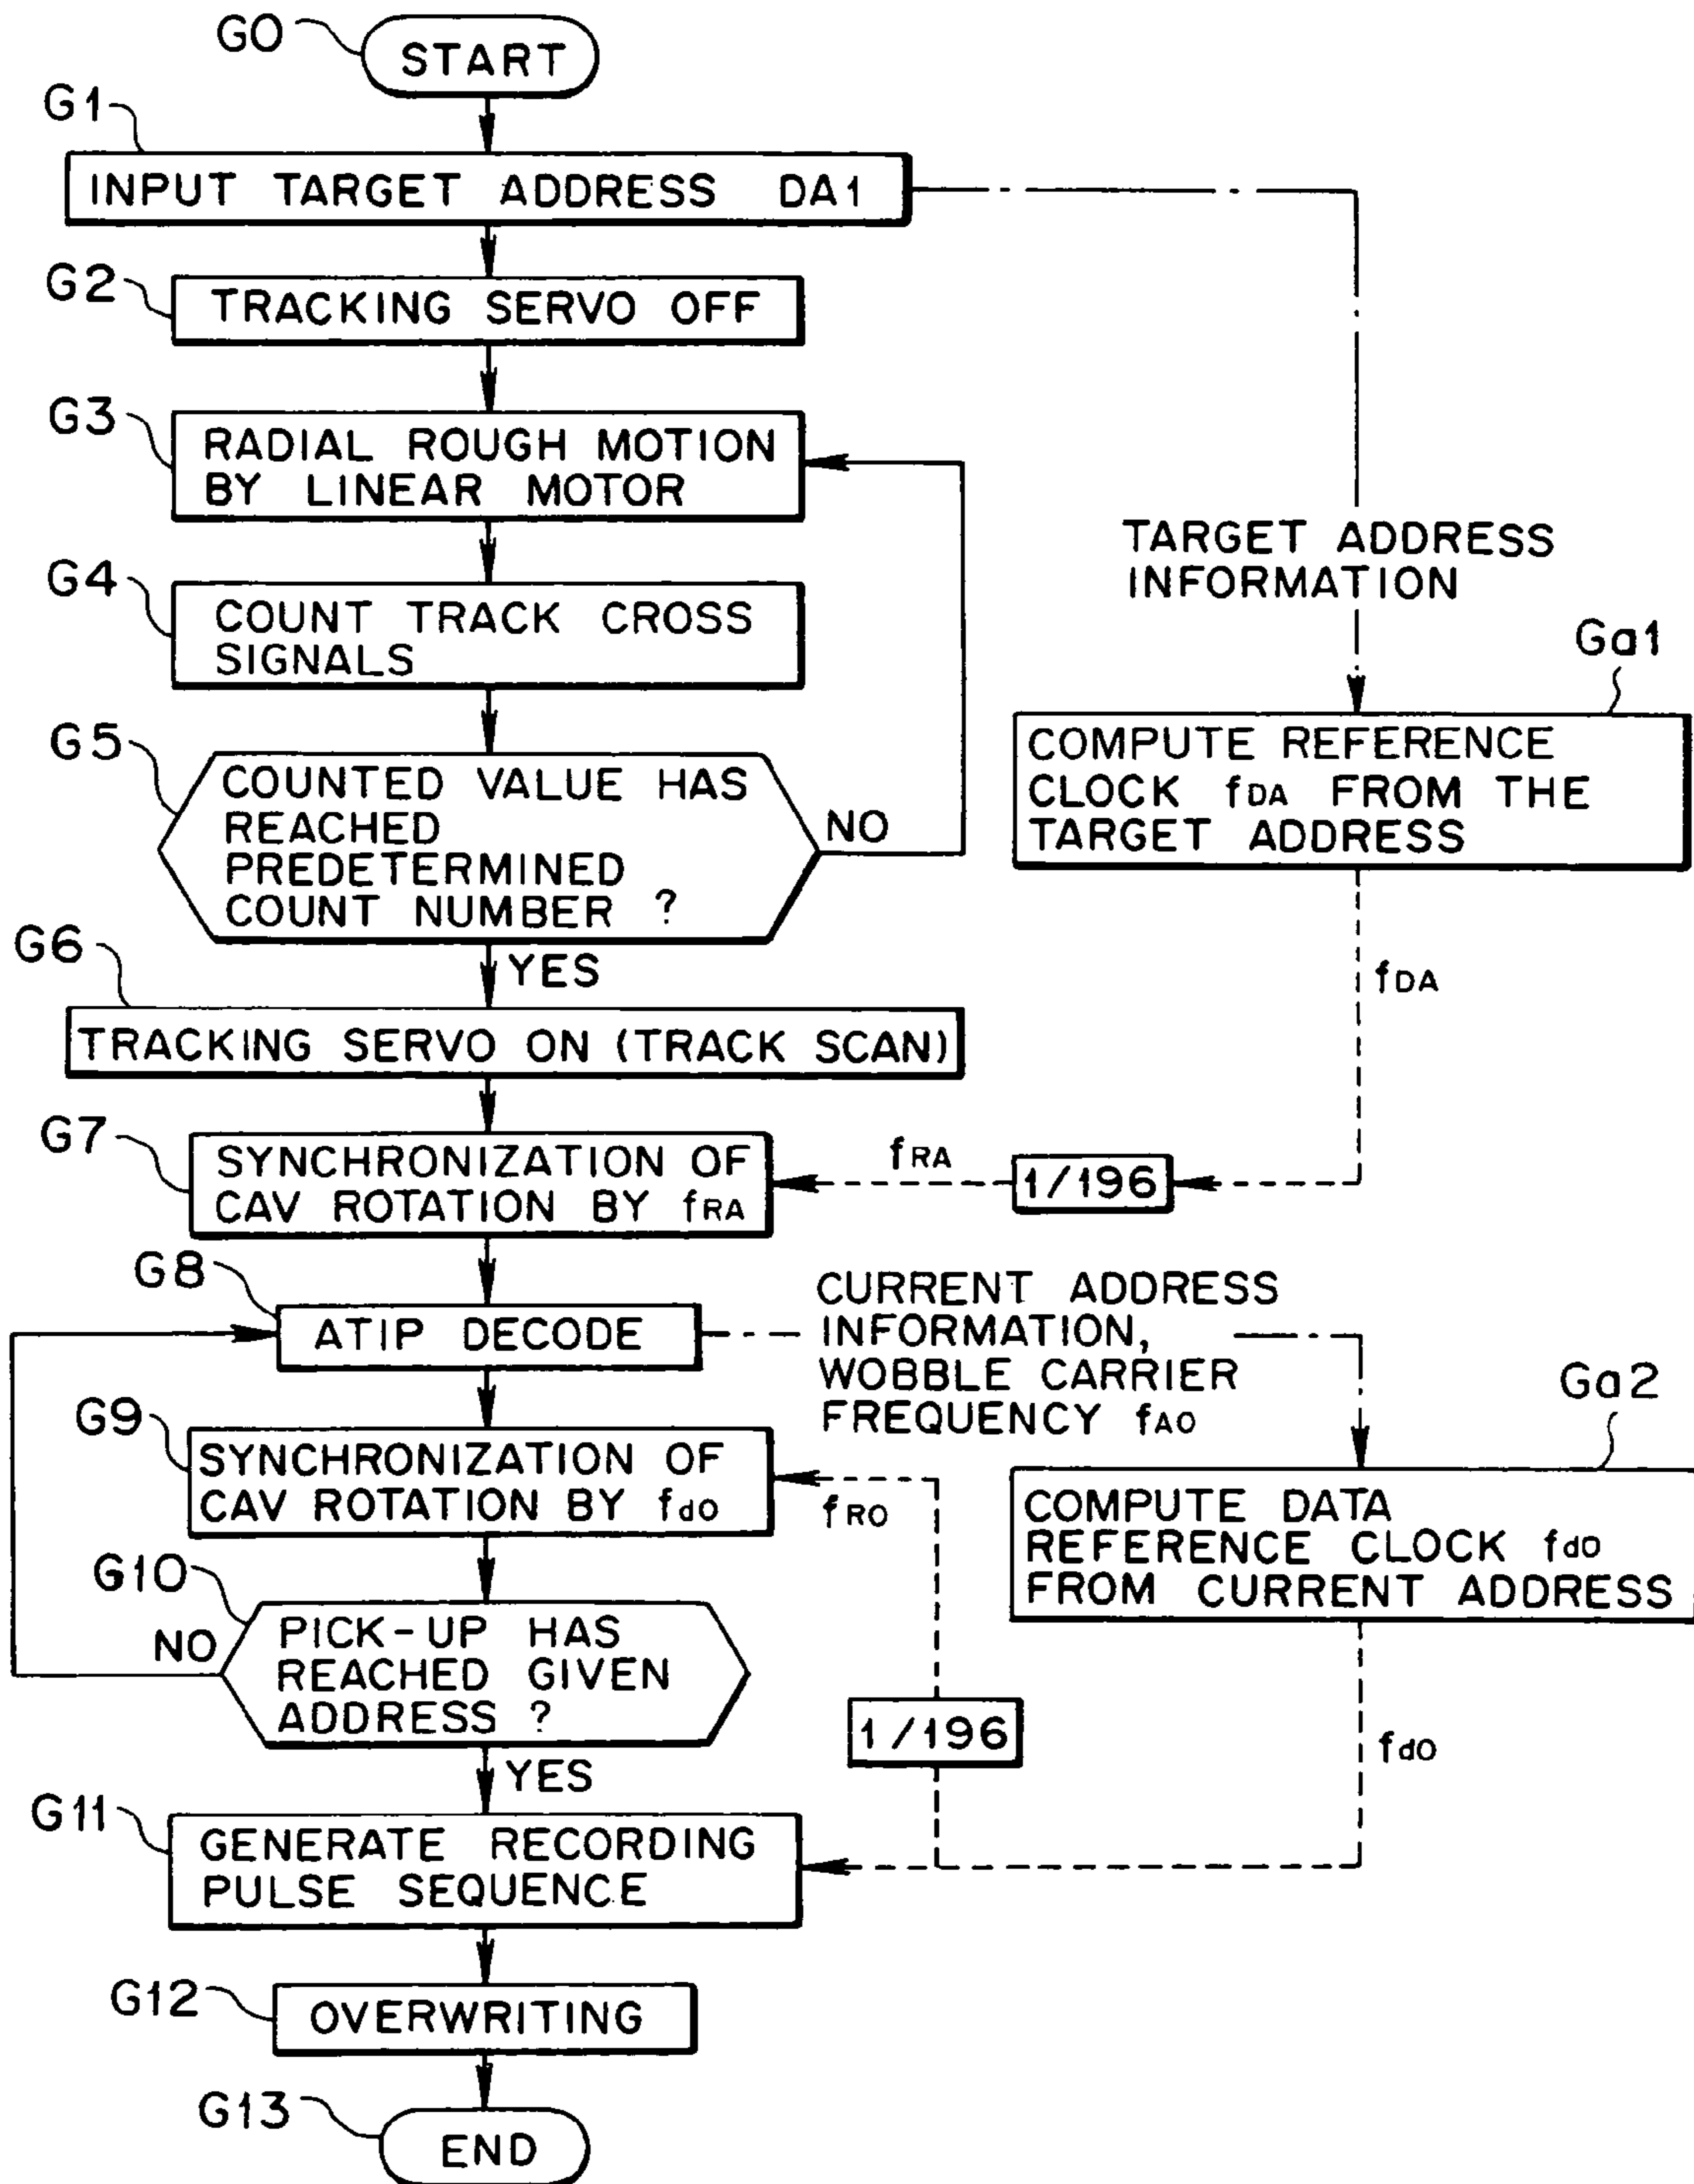 G0
START
G1
INPUT TARGET ADDRESS DA1
G2
TRACKING SERVO OFF
G3
RADIAL ROUGH MOTION
BY LINEAR MOTOR
TARGET ADDRESS
INFORMATION
G4
COUNT TRACK CROSS
SIGNALS
Ga1
COMPUTE REFERENCE
CLOCK fDA FROM THE
TARGET ADDRESS
G5
COUNTED VALUE HAS
REACHED
PREDETERMINED
COUNT NUMBER ?
NO
YES
fDA
G6
TRACKING SERVO ON (TRACK SCAN)
G7
SYNCHRONIZATION OF
CAV ROTATION BY fRA
fRA
1/196
G8
ATIP DECODE
CURRENT ADDRESS
INFORMATION,
WOBBLE CARRIER
FREQUENCY fAO
Ga2
COMPUTE DATA
REFERENCE CLOCK fdO
FROM CURRENT ADDRESS
G9
SYNCHRONIZATION OF
CAV ROTATION BY fdO
fRO
G10
PICK-UP HAS
REACHED GIVEN
ADDRESS ?
NO
1/196
fdO
YES
G11
GENERATE RECORDING
PULSE SEQUENCE
G12
OVERWRITING
G13
END